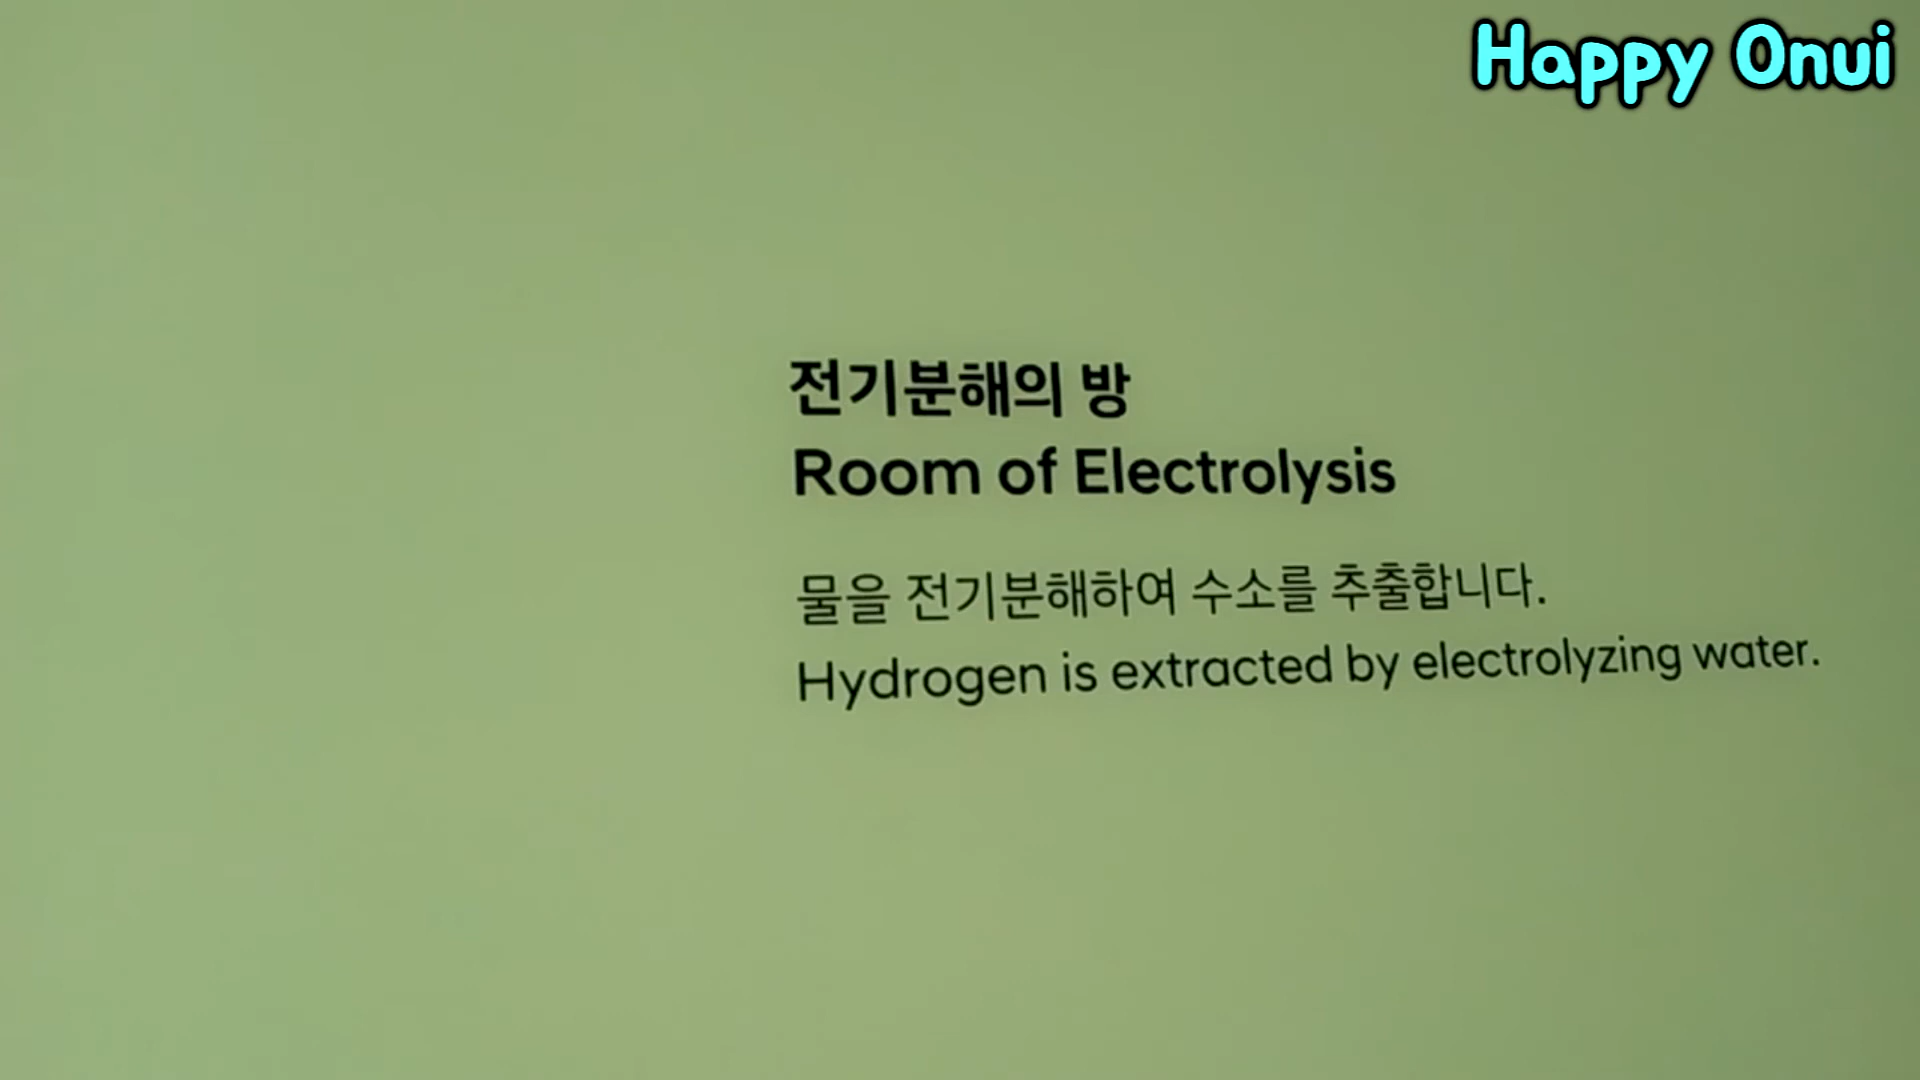 Happy Onui
전기분해의 방
Room of Electrolysis
물을 전기분해하여 수소를 추출합니다.
Hydrogen is extracted by electrolyzing water.